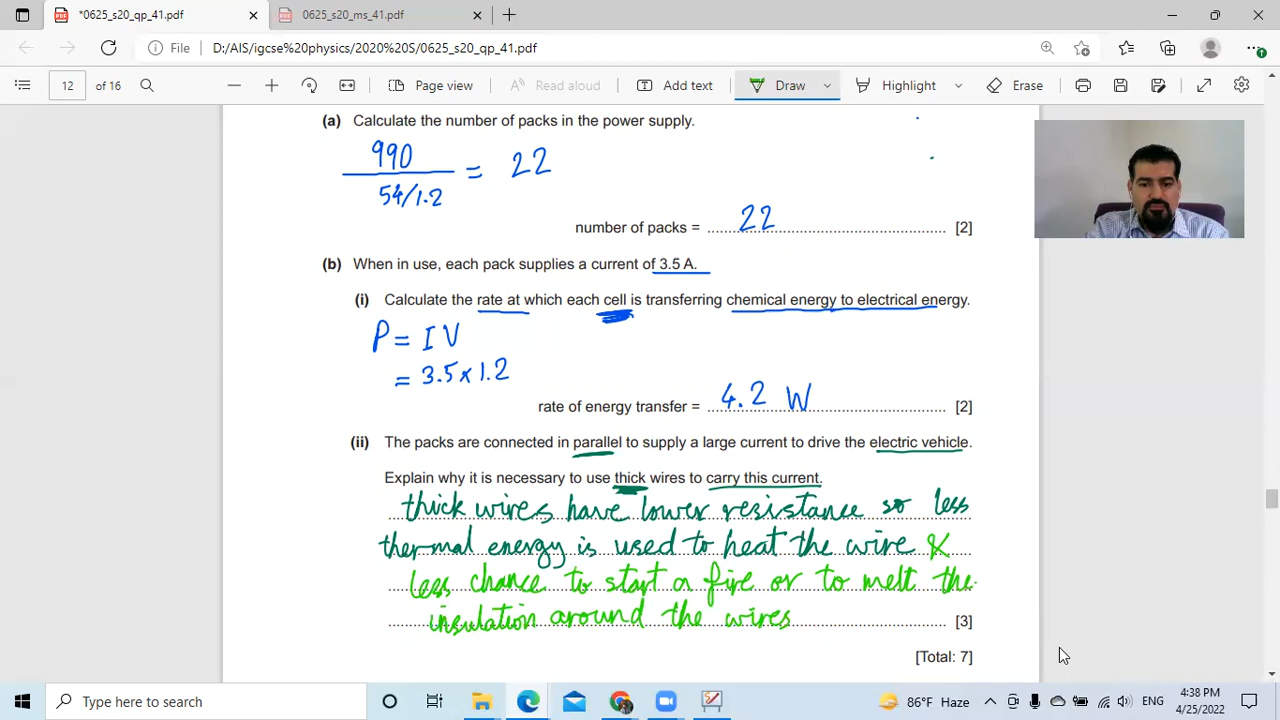 *0625_s20_qp_41.pdf
0625_s20_ms_41.pdf
File
D:/AIS/igcse%20physics/2020%20S/0625_s20_qp_41.pdf
12 of 16
Page view
Read aloud
Add text
Draw
Highlight
Erase
(a) Calculate the number of packs in the power supply.
990
54/1.2
= 22
number of packs = 22 [2]
(b) When in use, each pack supplies a current of 3.5 A.
(i) Calculate the rate at which each cell is transferring chemical energy to electrical energy.
P = IV
= 3.5 × 1.2
rate of energy transfer = 4.2 W [2]
(ii) The packs are connected in parallel to supply a large current to drive the electric vehicle.
Explain why it is necessary to use thick wires to carry this current.
thick wires have lower resistance so less
thermal energy is used to heat the wire &
less chance to start a fire or to melt the
insulation around the wires [3]
[Total: 7]
Type here to search
86°F Haze
ENG
4:38 PM
4/25/2022